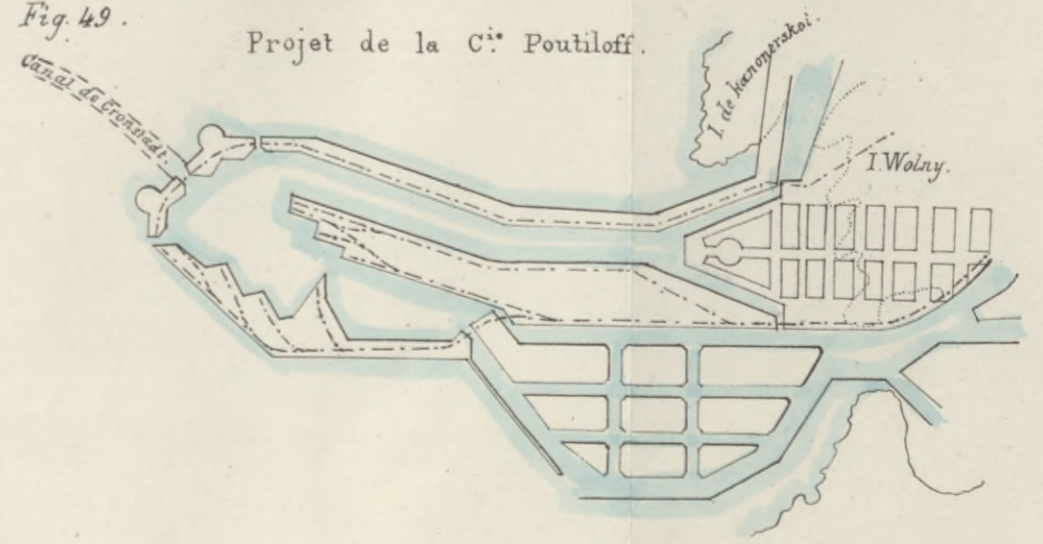 Fig. 49.
Projet de la Cie. Poutiloff.
Canal de Cronstadt.
I. de kanonerskoi.
I. Wolny.